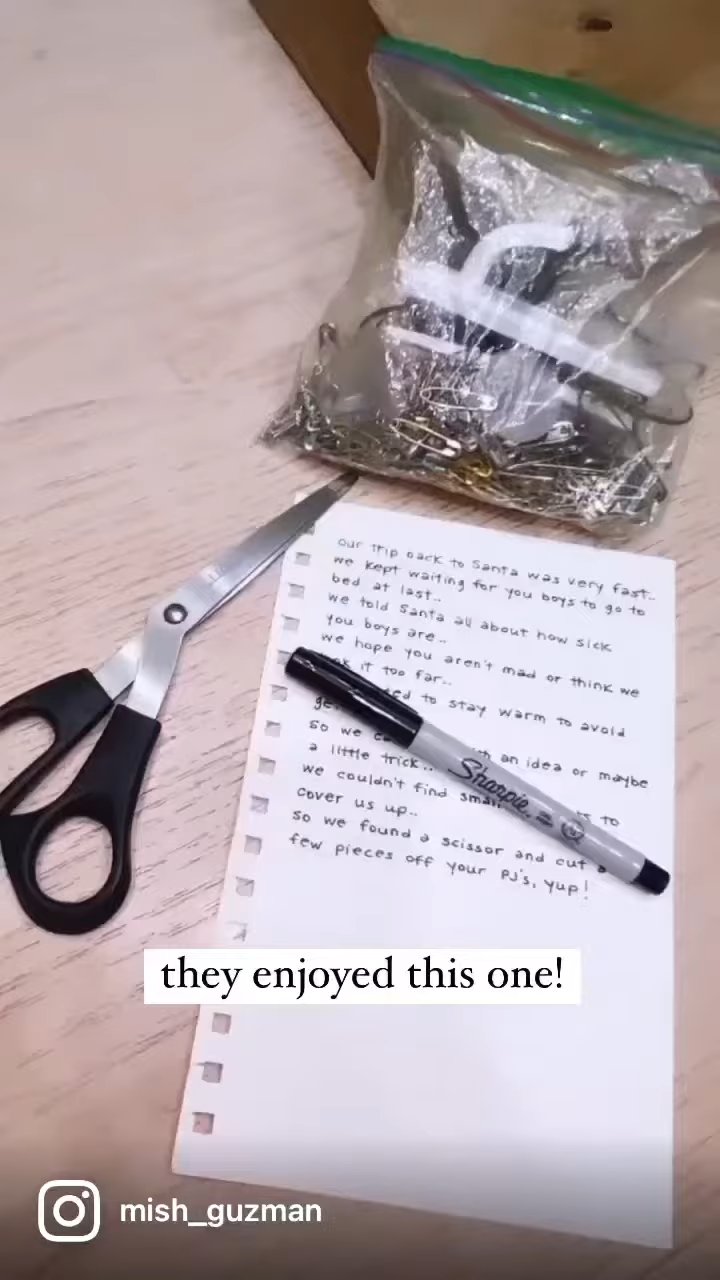 our trip back to Santa was very fast..
we kept waiting for you boys to go to
bed at last..
we told Santa all about how sick
you boys are..
we hope you aren't mad or think we
it too far..
to stay warm to avoid
so we an idea or maybe
a little trick..
we couldn't find to
cover us up..
so we found a scissor and cut a
few pieces off your PJ's, yup!
Sharpie
they enjoyed this one!
mish_guzman